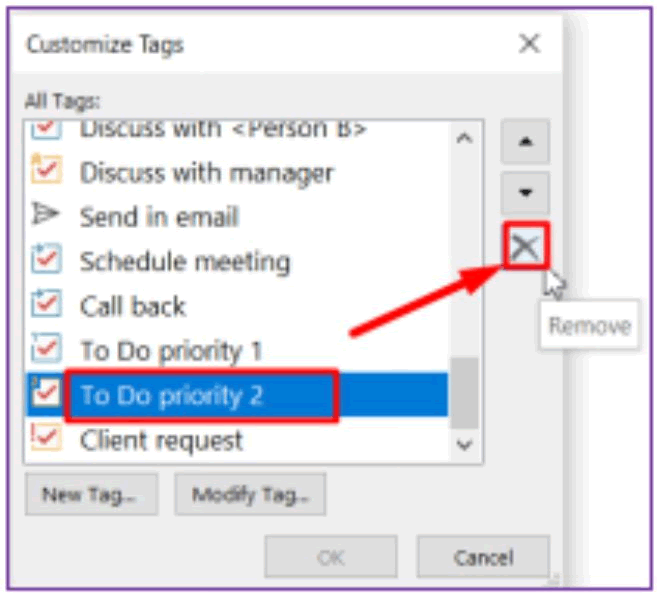 Customize Tags
All Tags:
Discuss with <Person B>
Discuss with manager
Send in email
Schedule meeting
Call back
To Do priority 1
To Do priority 2
Client request
Remove
New Tag...
Modify Tag...
OK
Cancel